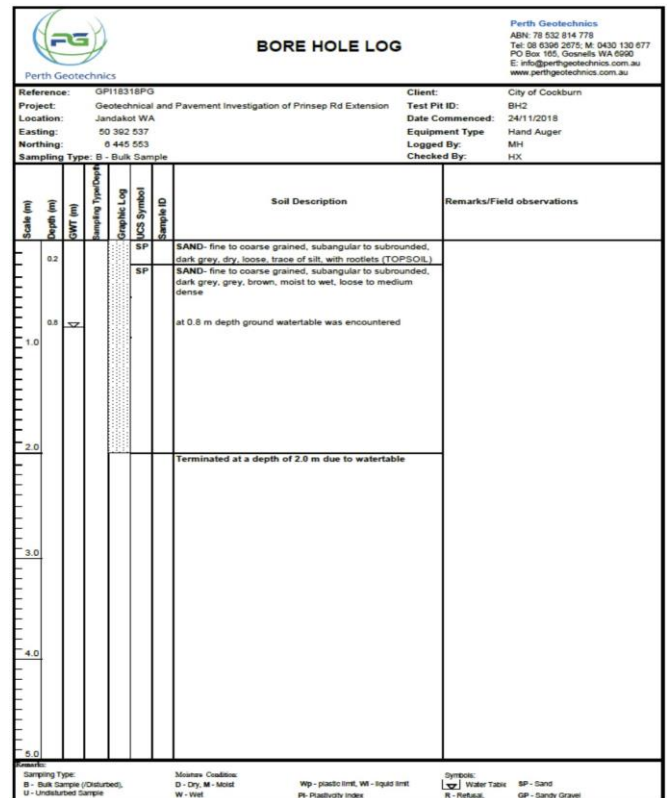 PG
Perth Geotechnics
BORE HOLE LOG
Perth Geotechnics
ABN: 78 532 814 778
Tel: 08 6396 2675; M: 0430 130 677
PO Box 165, Gosnells WA 6990
E: info@perthgeotechnics.com.au
www.perthgeotechnics.com.au
Reference: GPI18318PG Client: City of Cockburn
Project: Geotechnical and Pavement Investigation of Prinsep Rd Extension Test Pit ID: BH2
Location: Jandakot WA Date Commenced: 24/11/2018
Easting: 50 392 537 Equipment Type Hand Auger
Northing: 6 445 553 Logged By: MH
Sampling Type: B - Bulk Sample Checked By: HX
Scale (m) Depth (m) GWT (m) Sampling Type/Depth Graphic Log UCS Symbol Sample ID Soil Description Remarks/Field observations
SP SAND- fine to coarse grained, subangular to subrounded,
0.2 dark grey, dry, loose, trace of silt, with rootlets (TOPSOIL)
SP SAND- fine to coarse grained, subangular to subrounded,
dark grey, grey, brown, moist to wet, loose to medium
dense
0.8 at 0.8 m depth ground watertable was encountered
1.0
2.0
Terminated at a depth of 2.0 m due to watertable
3.0
4.0
5.0
Remarks:
Sampling Type: Moisture Condition: Symbols:
B - Bulk Sample (/Disturbed), D - Dry, M - Moist Wp - plastic limit, Wl - liquid limit Water Table SP - Sand
U - Undisturbed Sample W - Wet PI- Plasticity Index R - Refusal, GP - Sandy Gravel